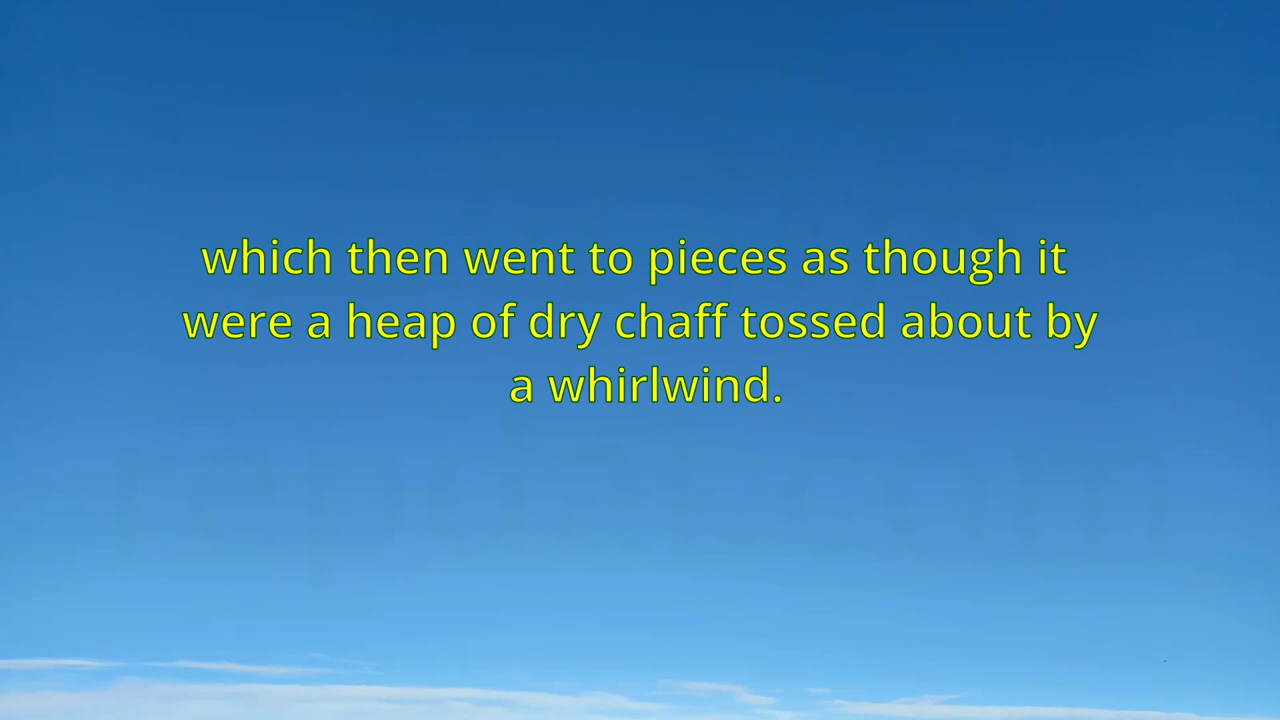 which then went to pieces as though it
were a heap of dry chaff tossed about by
a whirlwind.